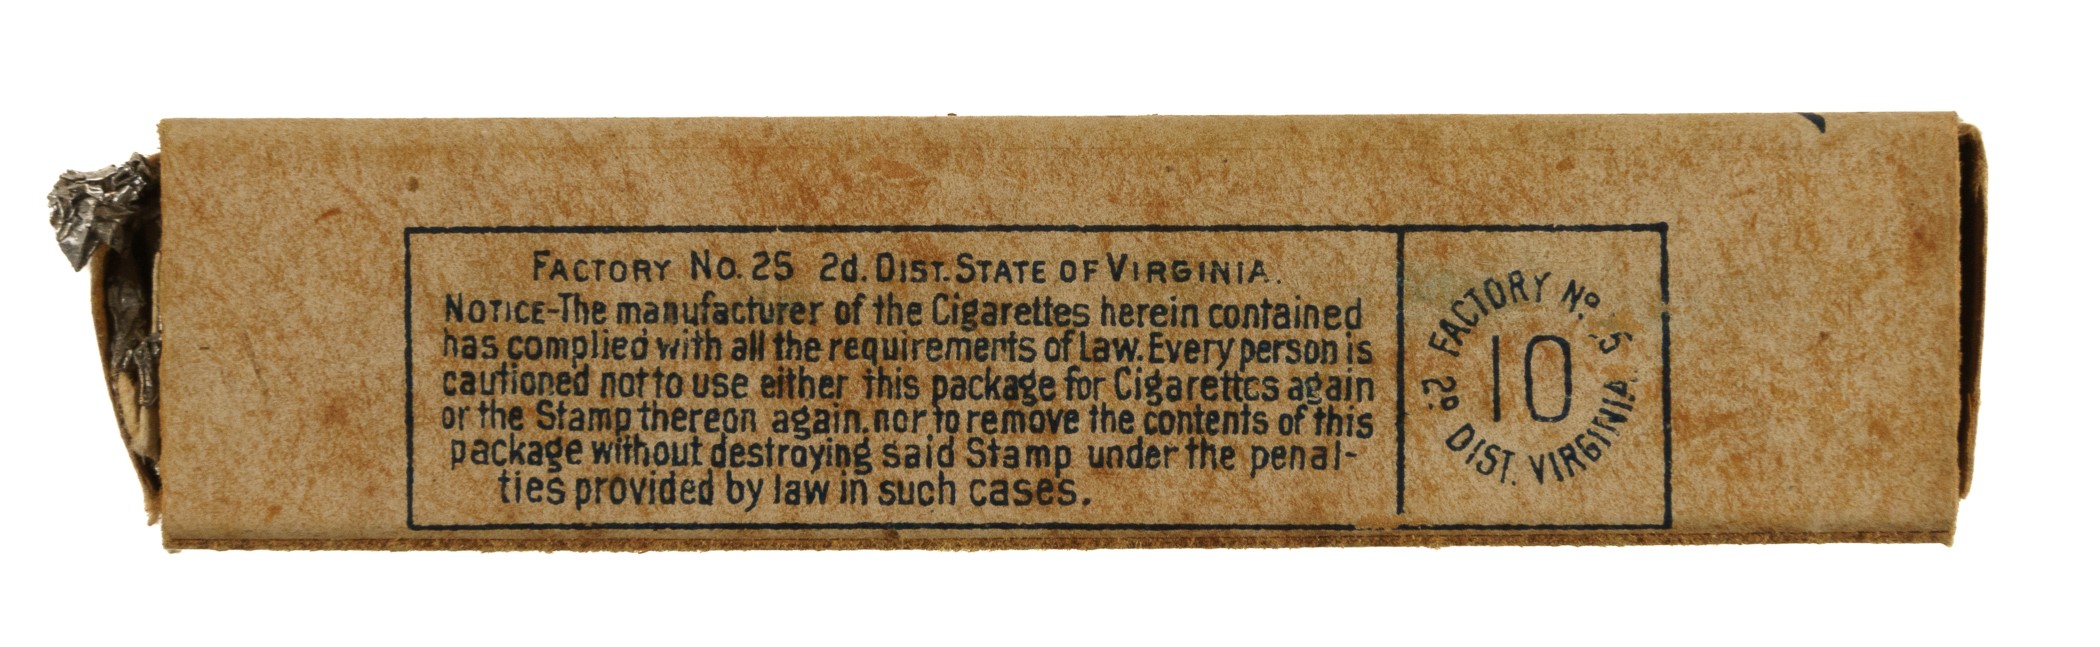 FACTORY No. 25 2d. DIST. STATE OF VIRGINIA.
NOTICE-The manufacturer of the Cigarettes herein contained
has complied with all the requirements of law. Every person is
cautioned not to use either this package for Cigarettes again
or the Stamp thereon again, nor to remove the contents of this
package without destroying said Stamp under the penal-
ties provided by law in such cases.
FACTORY No.
10
2D. DIST. VIRGINIA.